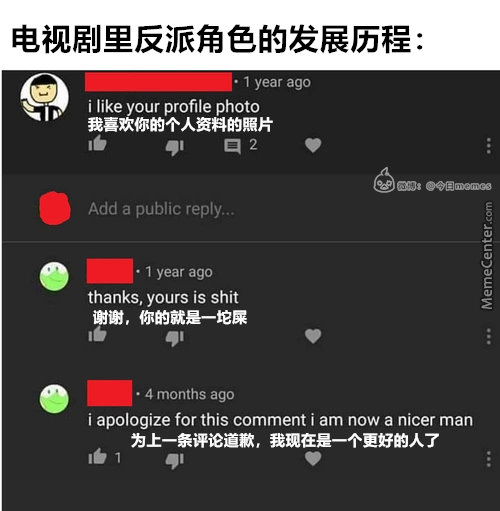 电视剧里反派角色的发展历程：
• 1 year ago
i like your profile photo
我喜欢你的个人资料的照片
2
微博：@今日memes
Add a public reply...
MemeCenter.com
• 1 year ago
thanks, yours is shit
谢谢，你的就是一坨屎
• 4 months ago
i apologize for this comment i am now a nicer man
为上一条评论道歉，我现在是一个更好的人了
1